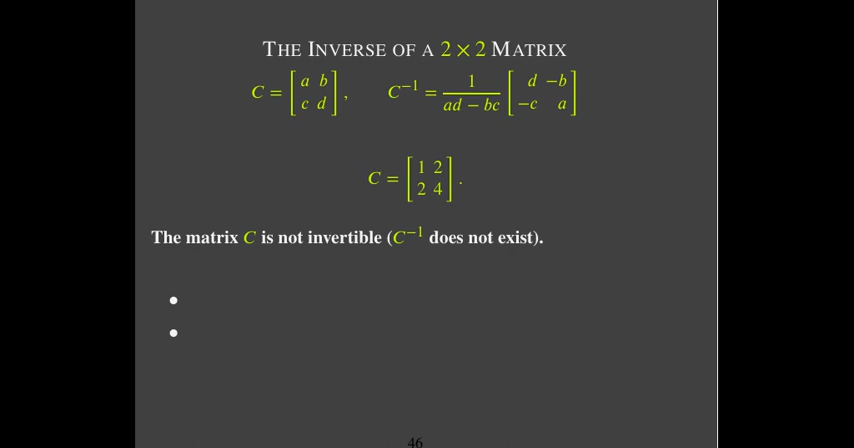 THE INVERSE OF A 2 × 2 MATRIX
C = [a b; c d], C⁻¹ = 1/(ad − bc) [d −b; −c a]
C = [1 2; 2 4].
The matrix C is not invertible (C⁻¹ does not exist).
•
•
46